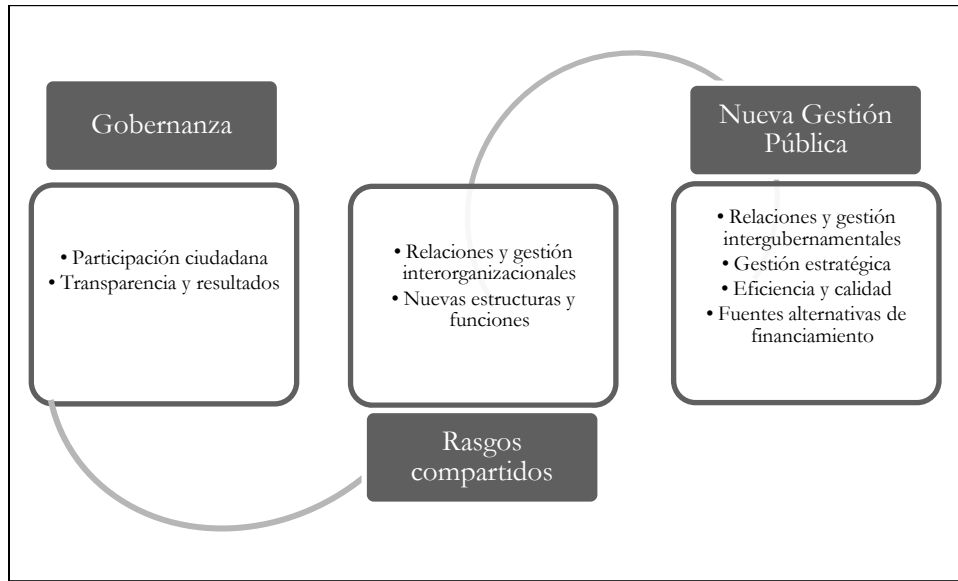 Gobernanza
• Participación ciudadana
• Transparencia y resultados
• Relaciones y gestión
interorganizacionales
• Nuevas estructuras y
funciones
Rasgos
compartidos
Nueva Gestión
Pública
• Relaciones y gestión
intergubernamentales
• Gestión estratégica
• Eficiencia y calidad
• Fuentes alternativas de
financiamiento